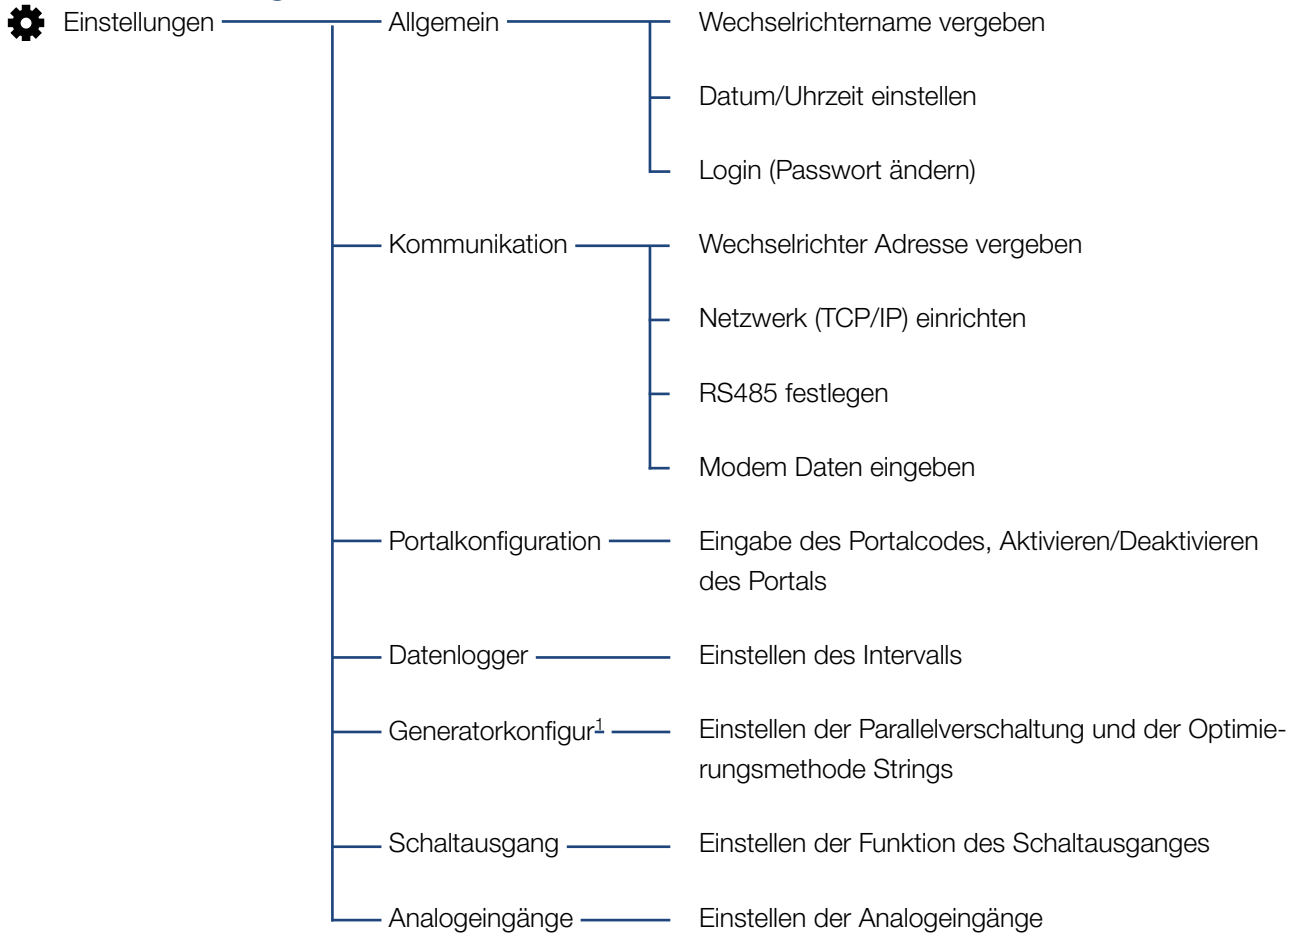 Einstellungen Allgemein Wechselrichtername vergeben
Datum/Uhrzeit einstellen
Login (Passwort ändern)
Kommunikation Wechselrichter Adresse vergeben
Netzwerk (TCP/IP) einrichten
RS485 festlegen
Modem Daten eingeben
Portalkonfiguration Eingabe des Portalcodes, Aktivieren/Deaktivieren
des Portals
Datenlogger Einstellen des Intervalls
Generatorkonfigur1 Einstellen der Parallelverschaltung und der Optimie-
rungsmethode Strings
Schaltausgang Einstellen der Funktion des Schaltausganges
Analogeingänge Einstellen der Analogeingänge